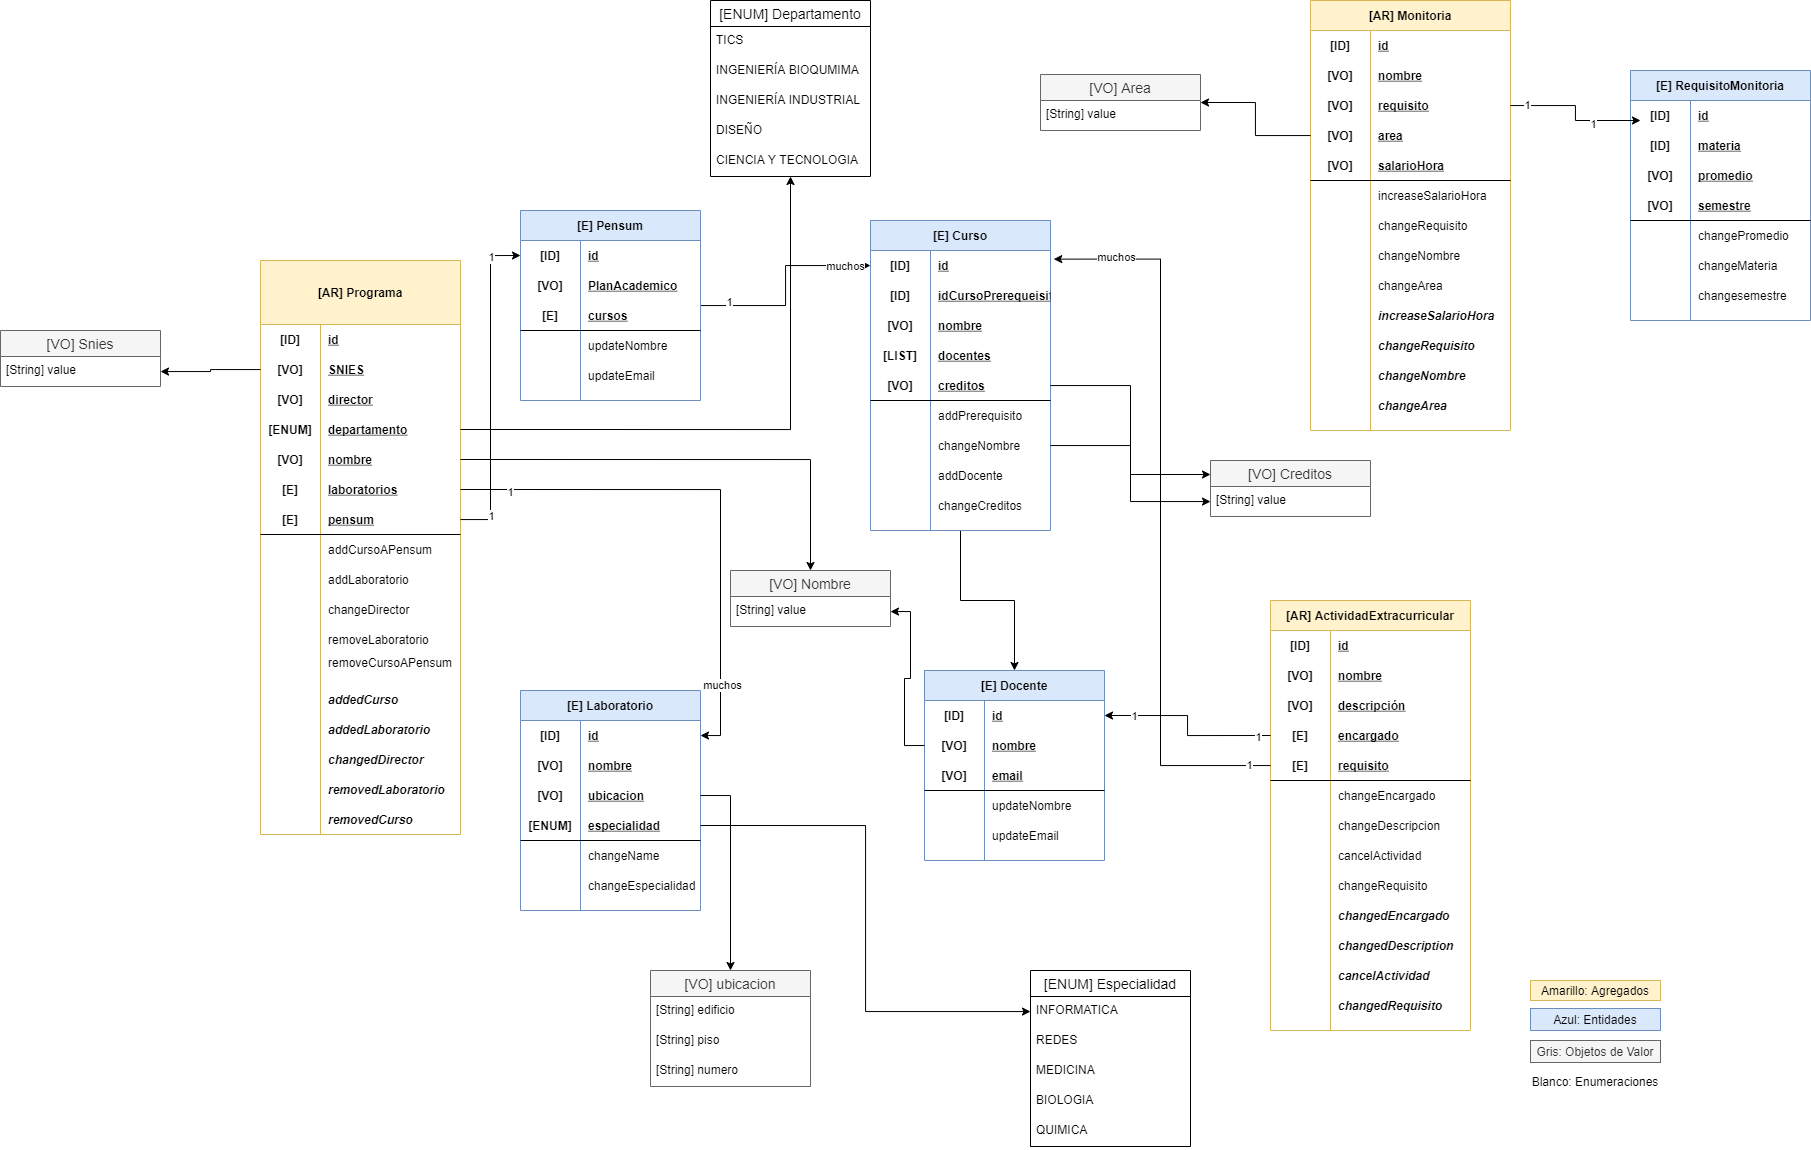 [ENUM] Departamento
TICS
INGENIERÍA BIOQUMIMA
INGENIERÍA INDUSTRIAL
DISEÑO
CIENCIA Y TECNOLOGIA
[AR] Monitoria
[ID] id
[VO] nombre
[VO] requisito
[VO] area
[VO] salarioHora
increaseSalarioHora
changeRequisito
changeNombre
changeArea
increaseSalarioHora
changeRequisito
changeNombre
changeArea
[VO] Area
[String] value
1
1
[E] RequisitoMonitoria
[ID] id
[ID] materia
[VO] promedio
[VO] semestre
changePromedio
changeMateria
changesemestre
[E] Pensum
[ID] id
[VO] PlanAcademico
[E] cursos
updateNombre
updateEmail
1
1
1
muchos
[E] Curso
[ID] id
[ID] idCursoPrerequeisi
[VO] nombre
[LIST] docentes
[VO] creditos
addPrerequisito
changeNombre
addDocente
changeCreditos
muchos
[AR] Programa
[ID] id
[VO] SNIES
[VO] director
[ENUM] departamento
[VO] nombre
[E] laboratorios
[E] pensum
addCursoAPensum
addLaboratorio
changeDirector
removeLaboratorio
removeCursoAPensum
addedCurso
addedLaboratorio
changedDirector
removedLaboratorio
removedCurso
[VO] Snies
[String] value
1
muchos
[VO] Creditos
[String] value
[VO] Nombre
[String] value
[E] Docente
[ID] id
[VO] nombre
[VO] email
updateNombre
updateEmail
1
1
1
[AR] ActividadExtracurricular
[ID] id
[VO] nombre
[VO] descripción
[E] encargado
[E] requisito
changeEncargado
changeDescripcion
cancelActividad
changeRequisito
changedEncargado
changedDescription
cancelActividad
changedRequisito
[E] Laboratorio
[ID] id
[VO] nombre
[VO] ubicacion
[ENUM] especialidad
changeName
changeEspecialidad
[VO] ubicacion
[String] edificio
[String] piso
[String] numero
[ENUM] Especialidad
INFORMATICA
REDES
MEDICINA
BIOLOGIA
QUIMICA
Amarillo: Agregados
Azul: Entidades
Gris: Objetos de Valor
Blanco: Enumeraciones